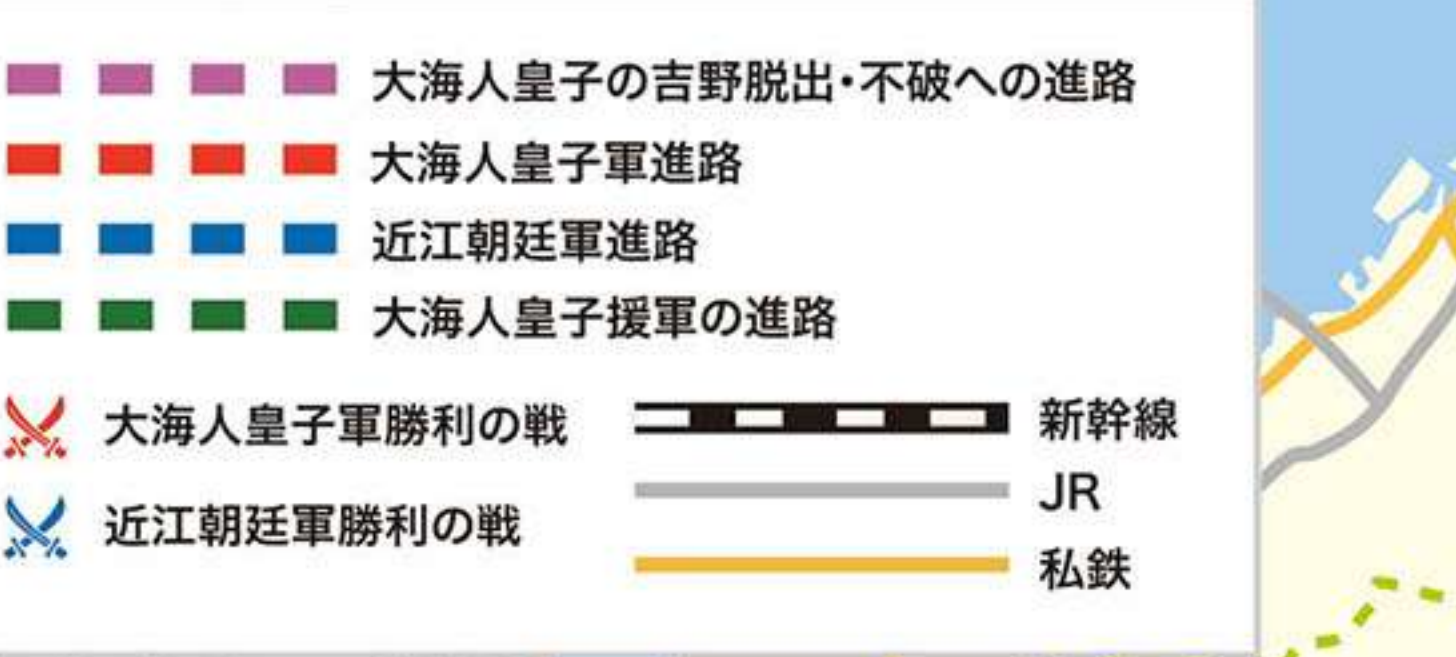 大海人皇子の吉野脱出・不破への進路
大海人皇子軍進路
近江朝廷軍進路
大海人皇子援軍の進路
大海人皇子軍勝利の戦
近江朝廷軍勝利の戦
新幹線
JR
私鉄